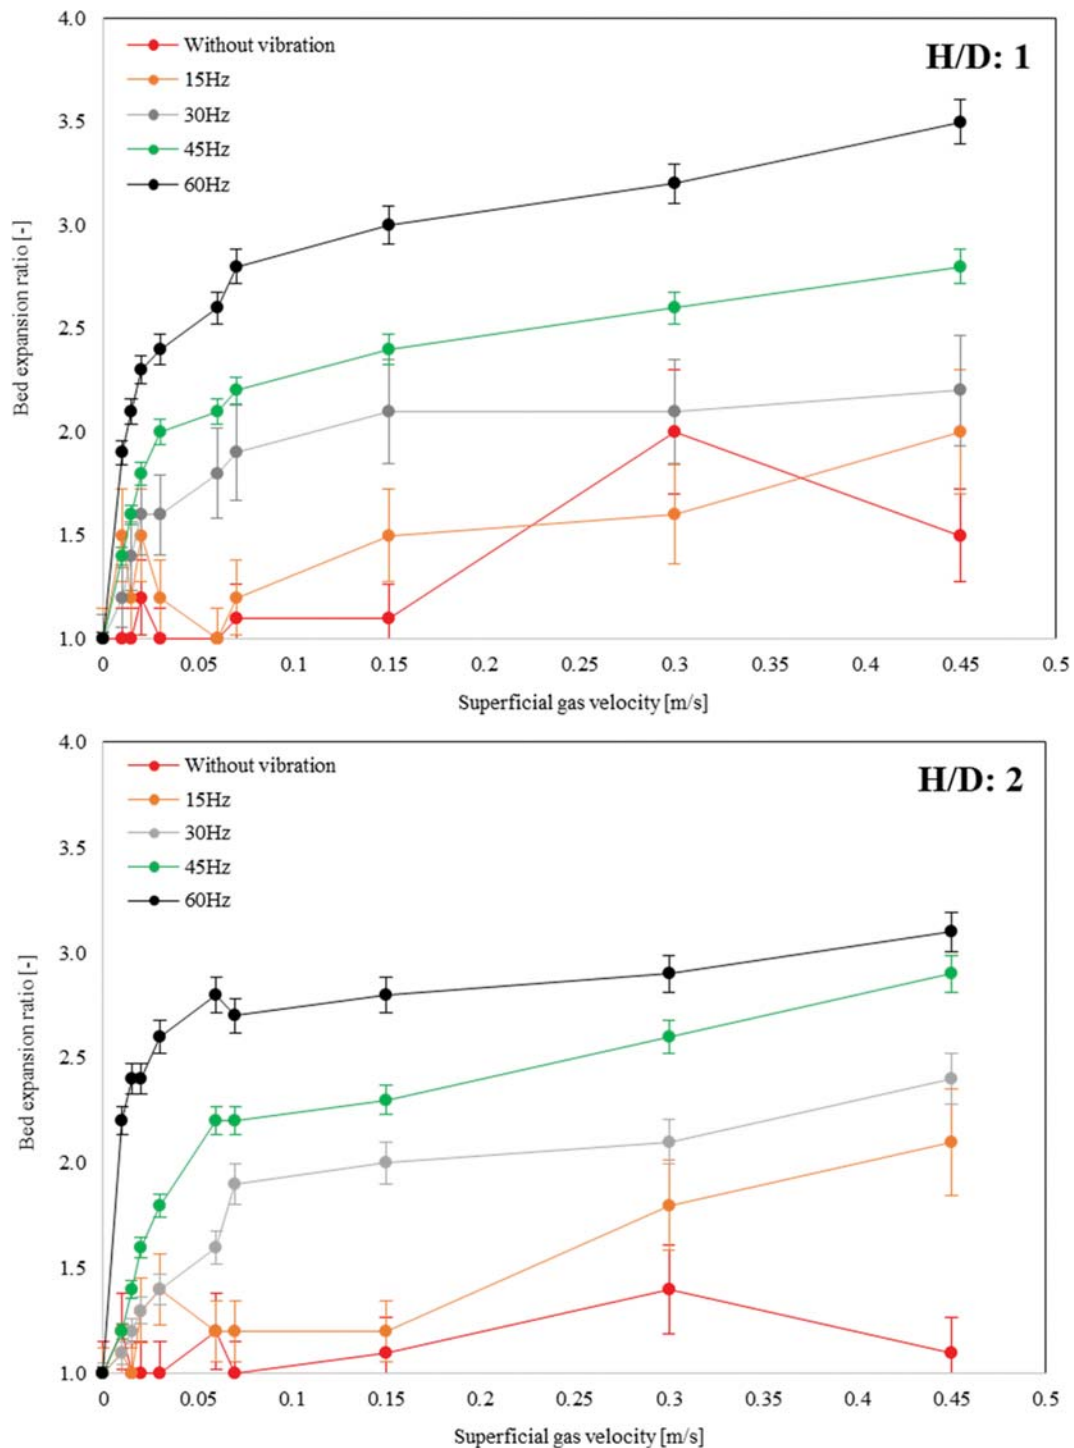 4.0
Without vibration
H/D: 1
15Hz
3.5
30Hz
45Hz
60Hz
3.0
Bed expansion ratio [-]
2.5
2.0
1.5
1.0
0 0.05 0.1 0.15 0.2 0.25 0.3 0.35 0.4 0.45 0.5
Superficial gas velocity [m/s]
4.0
Without vibration
H/D: 2
15Hz
3.5
30Hz
45Hz
60Hz
3.0
Bed expansion ratio [-]
2.5
2.0
1.5
1.0
0 0.05 0.1 0.15 0.2 0.25 0.3 0.35 0.4 0.45 0.5
Superficial gas velocity [m/s]